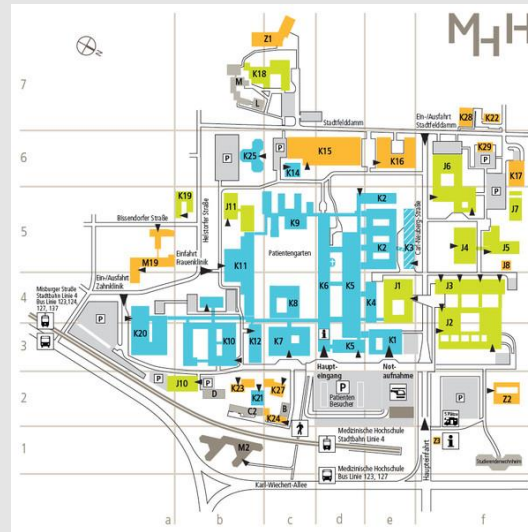 MHH
7
6
5
4
3
2
1
a
b
c
d
e
f
Z1
K18
M
L
Stadtfelddamm
Ein-/Ausfahrt
Stadtfelddamm
K28
K22
P
K25
P
K14
K15
K16
J6
K29
P
K17
P
K19
J11
K9
K2
K2
K3
Carl-Neuberg-Straße
J7
J4
J5
J8
Bissendorfer Straße
Helstorfer Straße
M19
Einfahrt
Frauenklinik
K11
Patientengarten
K6
K5
Ein-/Ausfahrt
Zahnklinik
Misburger Straße
Stadtbahn Linie 4
Bus Linie 123,124,
127, 137
P
K20
K10
K12
K8
K7
K4
J1
J3
J2
i
K5
K1
Haupt-
eingang
Not-
aufnahme
P
J10
P
D
K23
K21
K27
C2
B
K24
P
Patienten
Besucher
P
Z2
Z3
i
M2
Medizinische Hochschule
Stadtbahn Linie 4
Medizinische Hochschule
Bus Linie 123, 127
Haupteinfahrt
Karl-Wiechert-Allee
Studierendenwohnheim